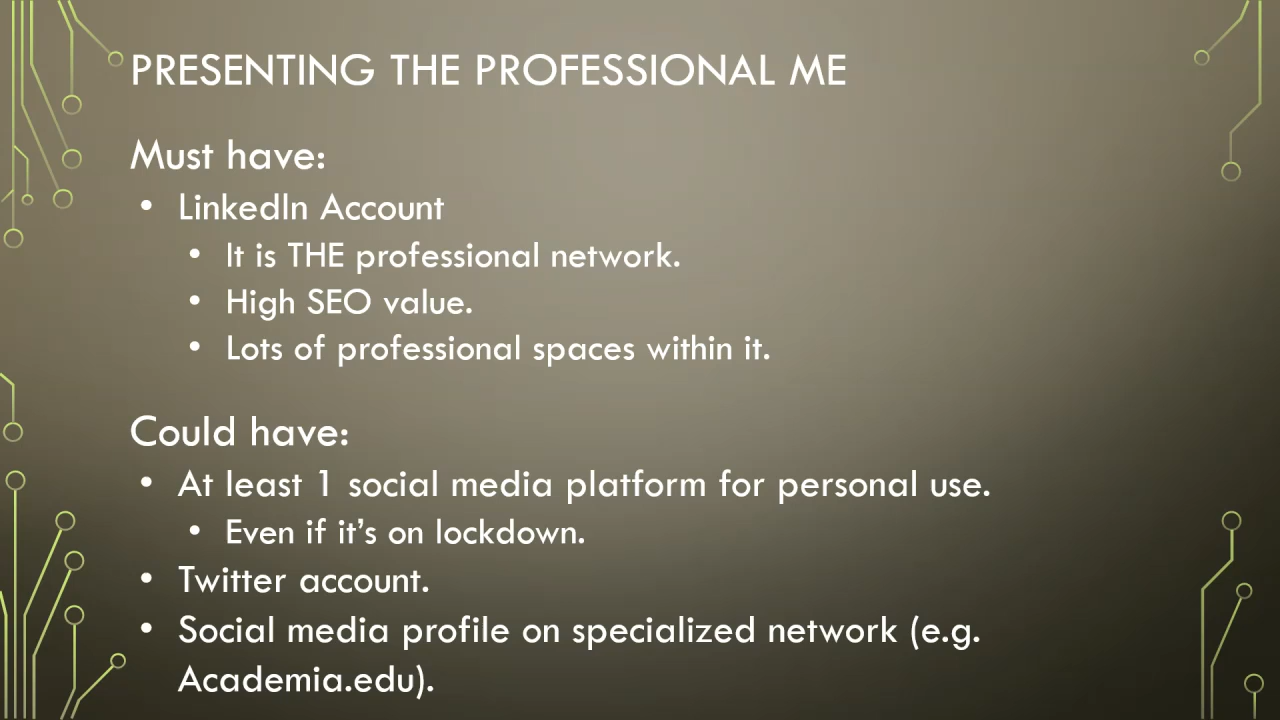 PRESENTING THE PROFESSIONAL ME
Must have:
• LinkedIn Account
• It is THE professional network.
• High SEO value.
• Lots of professional spaces within it.
Could have:
• At least 1 social media platform for personal use.
• Even if it's on lockdown.
• Twitter account.
• Social media profile on specialized network (e.g.
Academia.edu).